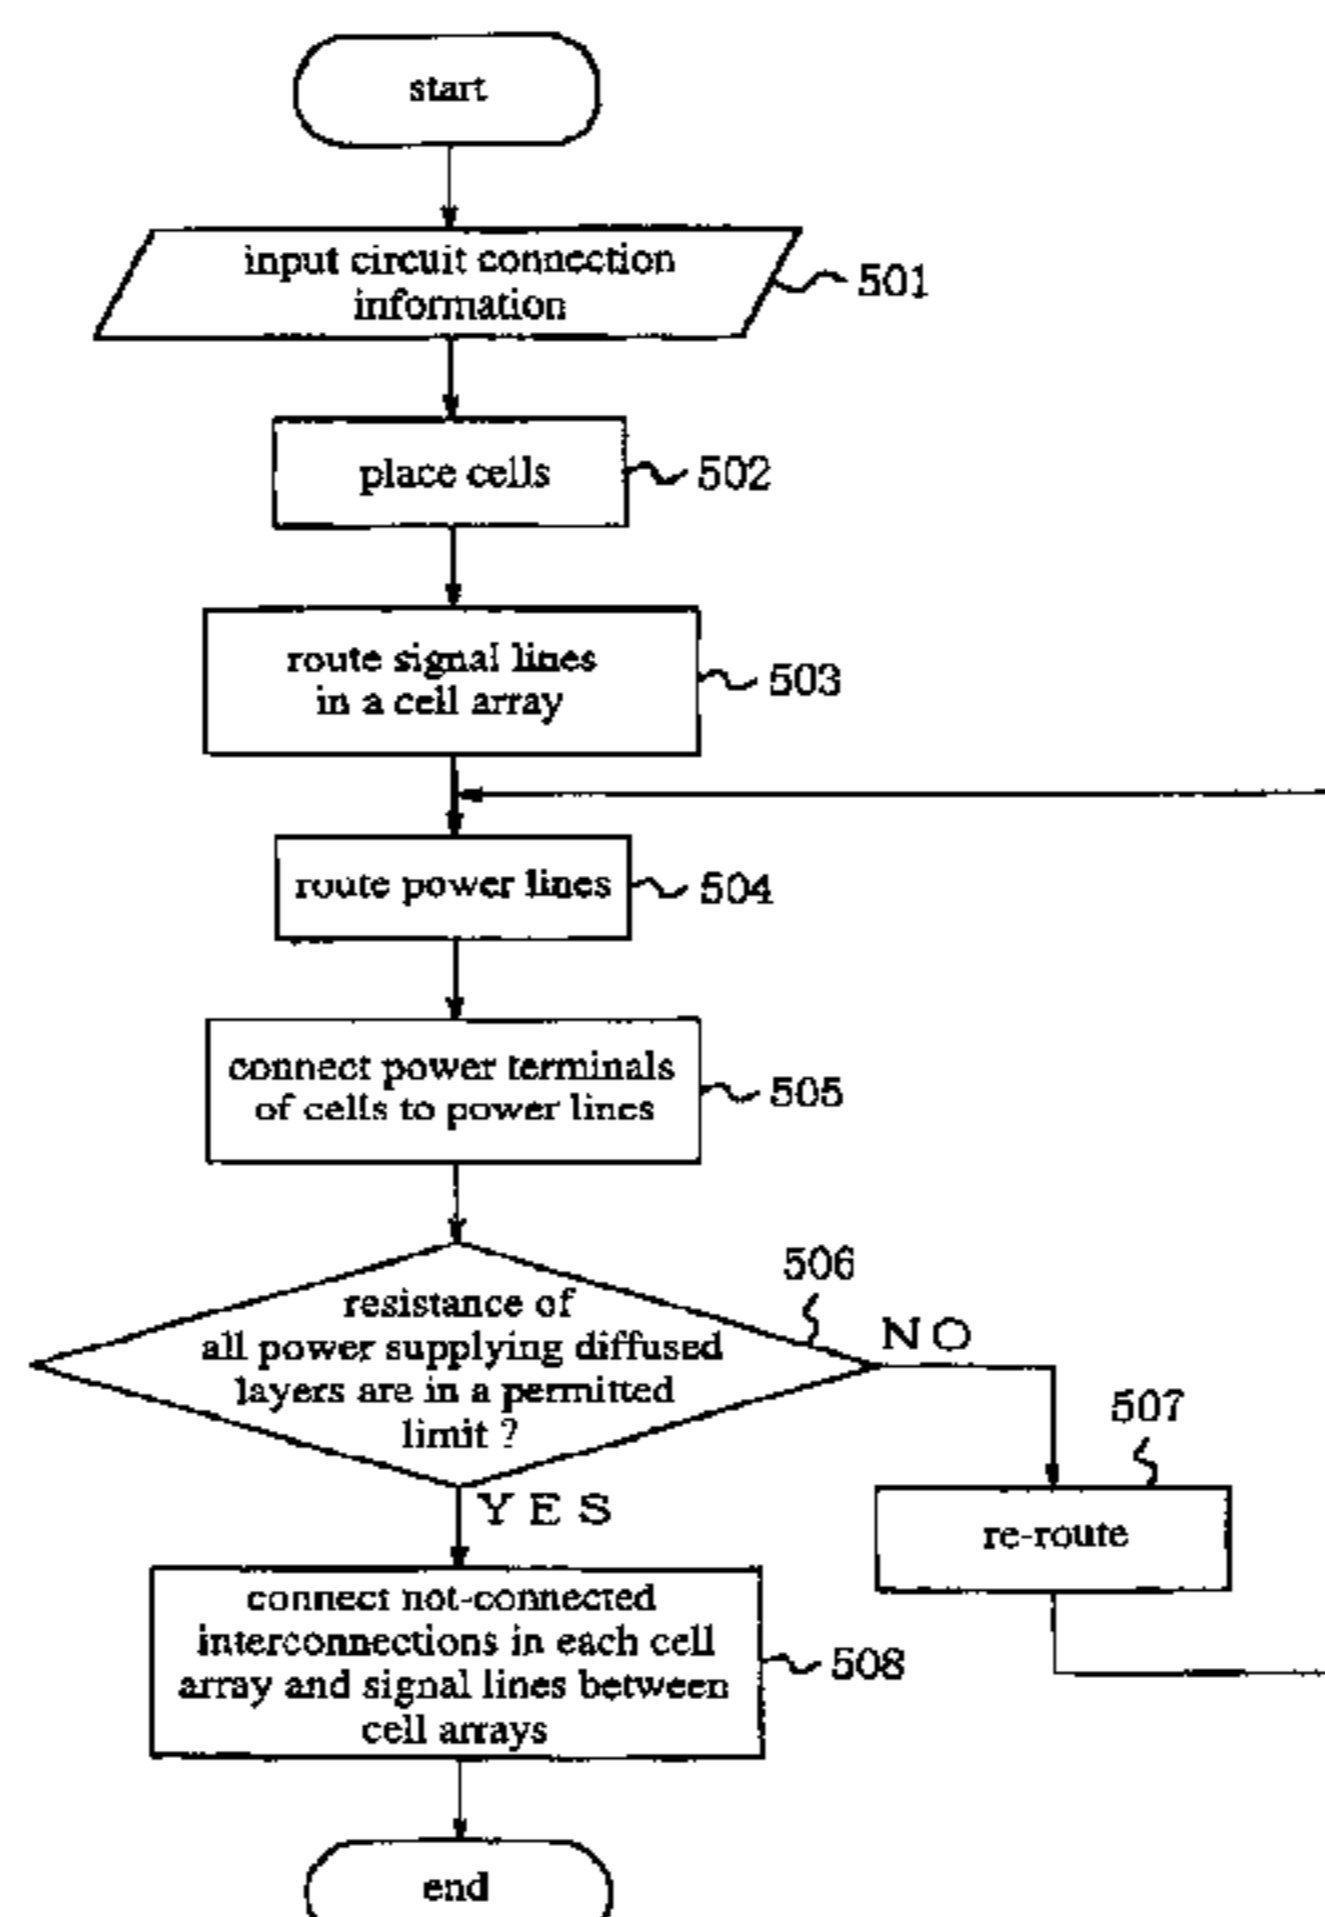 start
input circuit connection
information
501
place cells
502
route signal lines
in a cell array
503
route power lines
504
connect power terminals
of cells to power lines
505
506
resistance of
all power supplying diffused
layers are in a permitted
limit ?
NO
507
re-route
YES
connect not-connected
interconnections in each cell
array and signal lines between
cell arrays
508
end